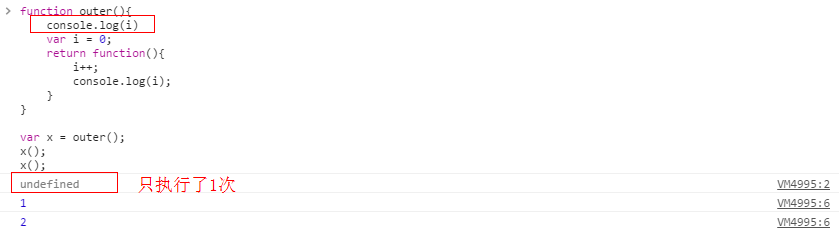 > function outer(){
console.log(i)
var i = 0;
return function(){
i++;
console.log(i);
}
}
var x = outer();
x();
x();
undefined 只执行了1次 VM4995:2
1 VM4995:6
2 VM4995:6